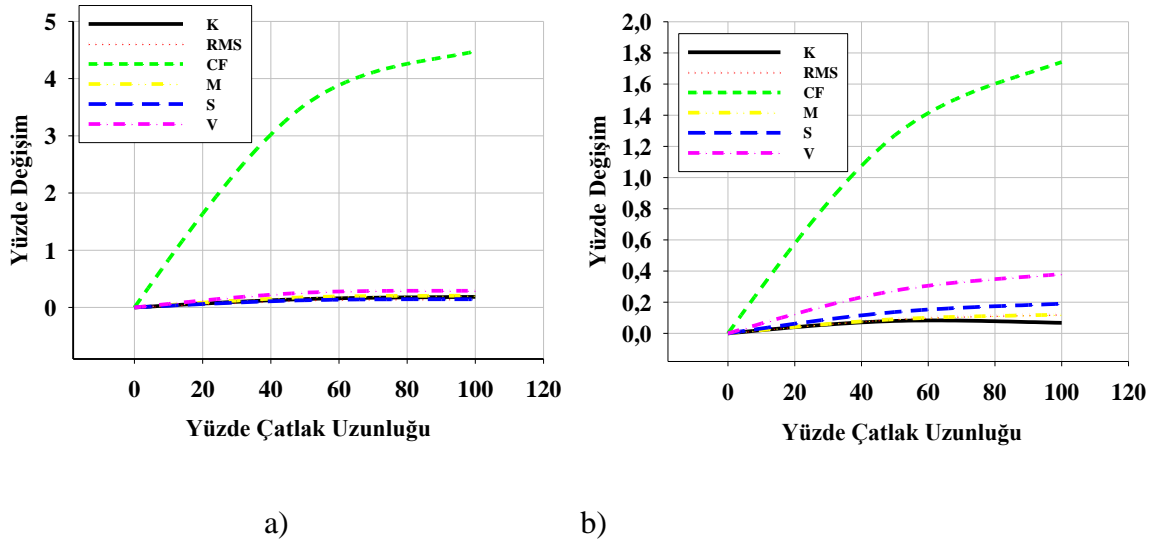 5
4
3
2
1
0
Yüzde Değişim
K
RMS
CF
M
S
V
0 20 40 60 80 100 120
Yüzde Çatlak Uzunluğu
2,0
1,8
1,6
1,4
1,2
1,0
0,8
0,6
0,4
0,2
0,0
Yüzde Değişim
K
RMS
CF
M
S
V
0 20 40 60 80 100 120
Yüzde Çatlak Uzunluğu
a) b)